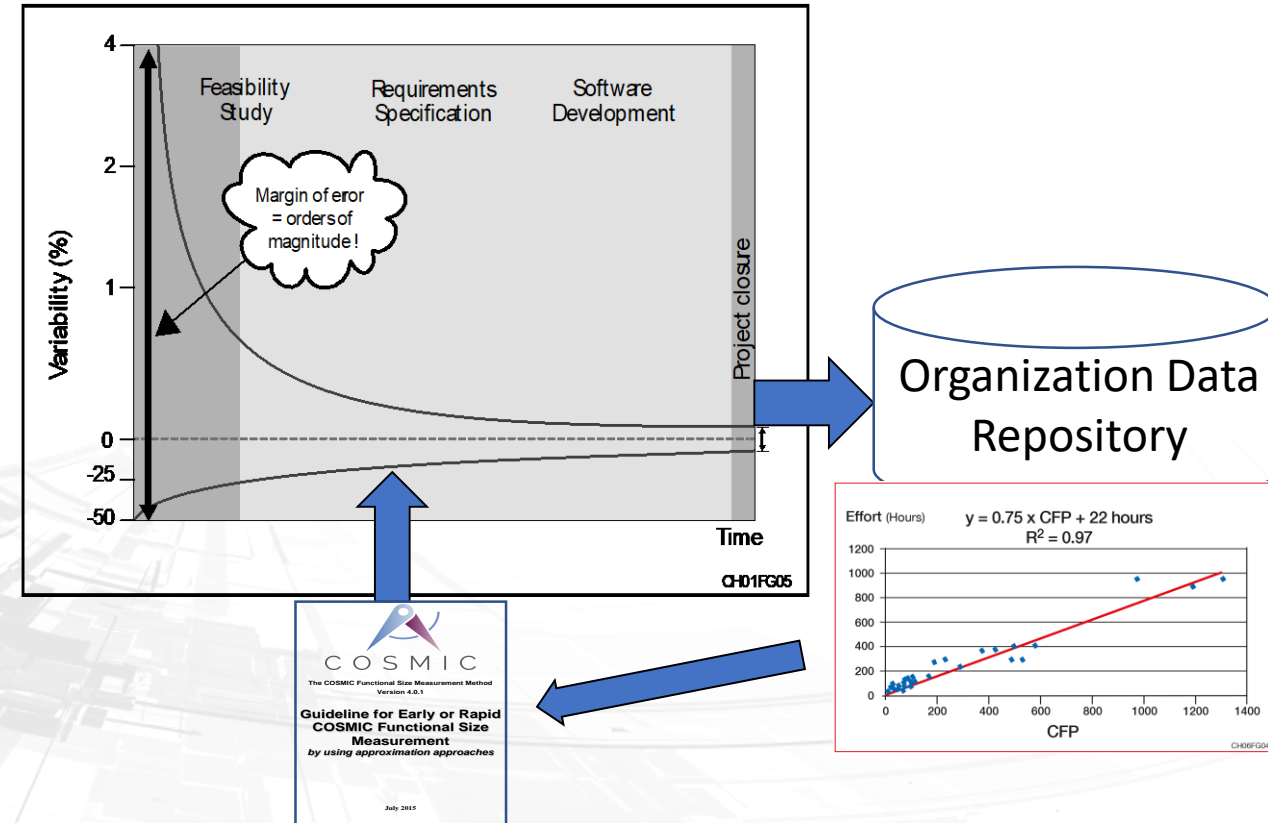 4
2
1
0
-25
-50
Variability (%)
Feasibility
Study
Requirements
Specification
Software
Development
Margin of error
= orders of
magnitude !
Project closure
Time
CH01FG05
Organization Data
Repository
Effort (Hours)
y = 0.75 x CFP + 22 hours
R² = 0.97
1200
1000
800
600
400
200
0
0 200 400 600 800 1000 1200 1400
CFP
CH06FG04
COSMIC
The COSMIC Functional Size Measurement Method
Version 4.0.1
Guideline for Early or Rapid
COSMIC Functional Size
Measurement
by using approximation approaches
July 2015